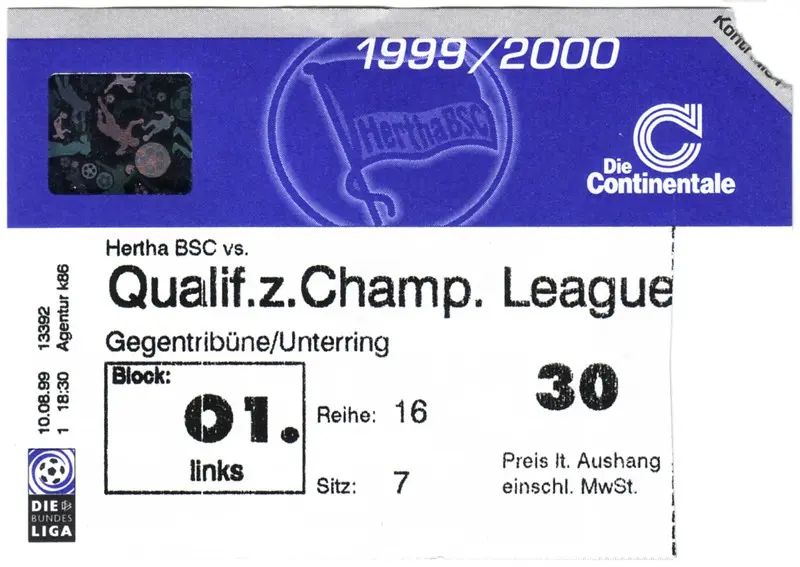 1999/2000
Hertha BSC
Die
Continentale
Hertha BSC vs.
Qualif.z.Champ. League
Gegentribüne/Unterring
Block:
01.
links
Reihe: 16
Sitz: 7
30
Preis lt. Aushang
einschl. MwSt.
13392
Agentur k86
10.08.99
1 18:30
DIE
BUNDES
LIGA